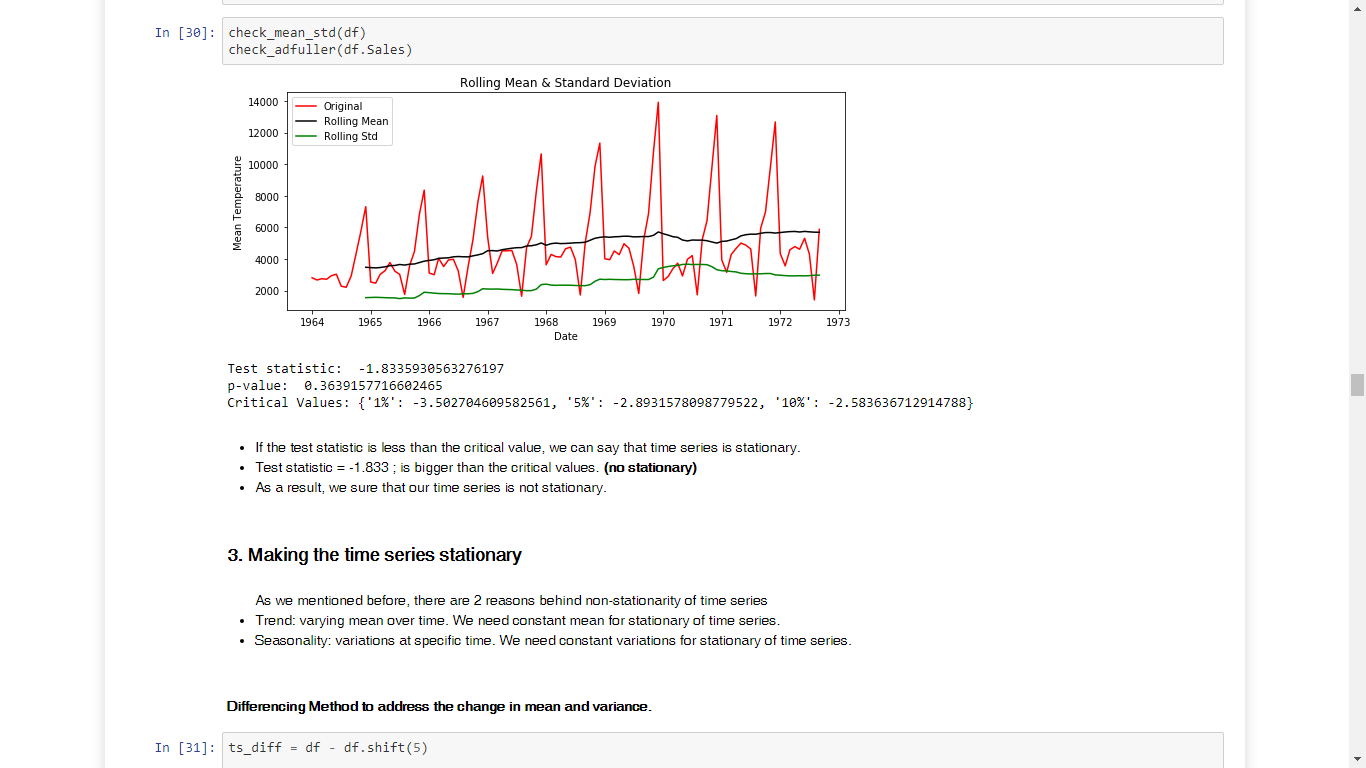 In [30]: check_mean_std(df)
check_adfuller(df.Sales)
Rolling Mean & Standard Deviation
Original
Rolling Mean
Rolling Std
14000
12000
10000
8000
6000
4000
2000
Mean Temperature
1964 1965 1966 1967 1968 1969 1970 1971 1972 1973
Date
Test statistic:  -1.8335930563276197
p-value:  0.3639157716602465
Critical Values: {'1%': -3.502704609582561, '5%': -2.8931578098779522, '10%': -2.583636712914788}
• If the test statistic is less than the critical value, we can say that time series is stationary.
• Test statistic = -1.833 ; is bigger than the critical values. (no stationary)
• As a result, we sure that our time series is not stationary.
3. Making the time series stationary
As we mentioned before, there are 2 reasons behind non-stationarity of time series
• Trend: varying mean over time. We need constant mean for stationary of time series.
• Seasonality: variations at specific time. We need constant variations for stationary of time series.
Differencing Method to address the change in mean and variance.
In [31]: ts_diff = df - df.shift(5)